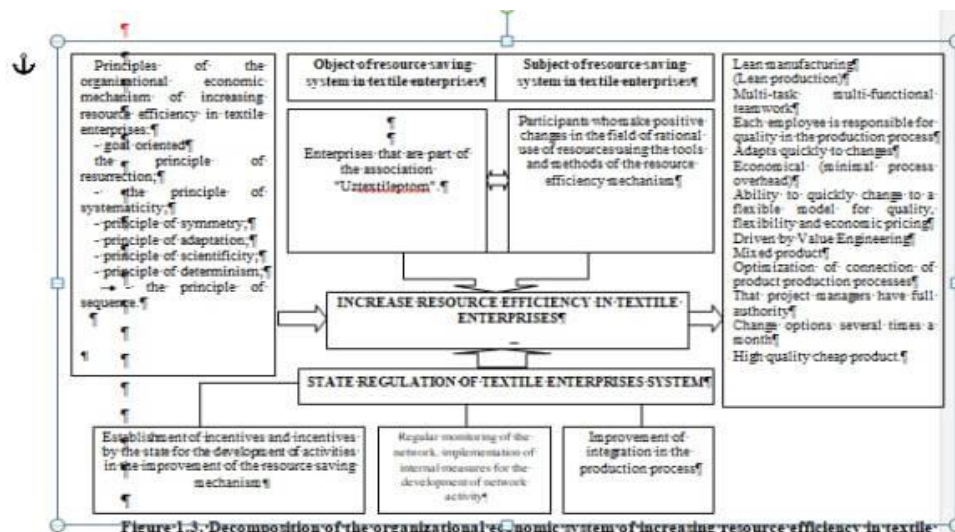 Principles of the
organizational economic
mechanism of increasing
resource efficiency in textile
enterprises:¶
- goal oriented¶
the principle of
resurrection;¶
- the principle of
systematicity;¶
- principle of symmetry;¶
- principle of adaptation;¶
- principle of scientificity;¶
- principle of determinism;¶
- the principle of
sequence.¶
Object of resource saving
system in textile enterprises¶
Subject of resource saving
system in textile enterprises¶
Enterprises that are part of
the association
"Uztextileptom".¶
Participants who make positive
changes in the field of rational
use of resources using the tools
and methods of the resource
efficiency mechanism¶
Lean manufacturing¶
(Lean production)¶
Multi-task multi-functional
teamwork¶
Each employee is responsible for
quality in the production process¶
Adapts quickly to changes¶
Economical (minimal process
overhead)¶
Ability to quickly change to a
flexible model for quality,
flexibility and economic pricing¶
Driven by Value Engineering¶
Mixed product¶
Optimization of connection of
product production processes¶
That project managers have full
authority¶
Change options several times a
month¶
High quality cheap product.¶
INCREASE RESOURCE EFFICIENCY IN TEXTILE
ENTERPRISES¶
STATE REGULATION OF TEXTILE ENTERPRISES SYSTEM¶
Establishment of incentives and incentives
by the state for the development of activities
in the improvement of the resource saving
mechanism¶
Regular monitoring of the
network, implementation of
internal measures for the
development of network
activity¶
Improvement of
integration in the
production process¶
Figure 1.3. Decomposition of the organizational economic system of increasing resource efficiency in textile